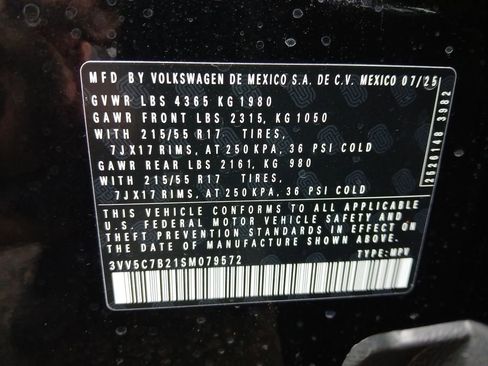 MFD BY VOLKSWAGEN DE MEXICO S.A. DE C.V. MEXICO 07/25
GVWR LBS 4365 KG 1980
GAWR FRONT LBS 2315, KG 1050
WITH 215/55 R17 TIRES,
7JX17 RIMS, AT 250 KPA, 36 PSI COLD
GAWR REAR LBS 2161, KG 980
WITH 215/55 R17 TIRES,
7JX17 RIMS, AT 250 KPA, 36 PSI COLD
THIS VEHICLE CONFORMS TO ALL APPLICABLE
U.S. FEDERAL MOTOR VEHICLE SAFETY AND
THEFT PREVENTION STANDARDS IN EFFECT ON
THE DATE OF MANUFACTURE SHOWN ABOVE.
3VV5C7B21SM079572 TYPE: MPV
2526148 3982